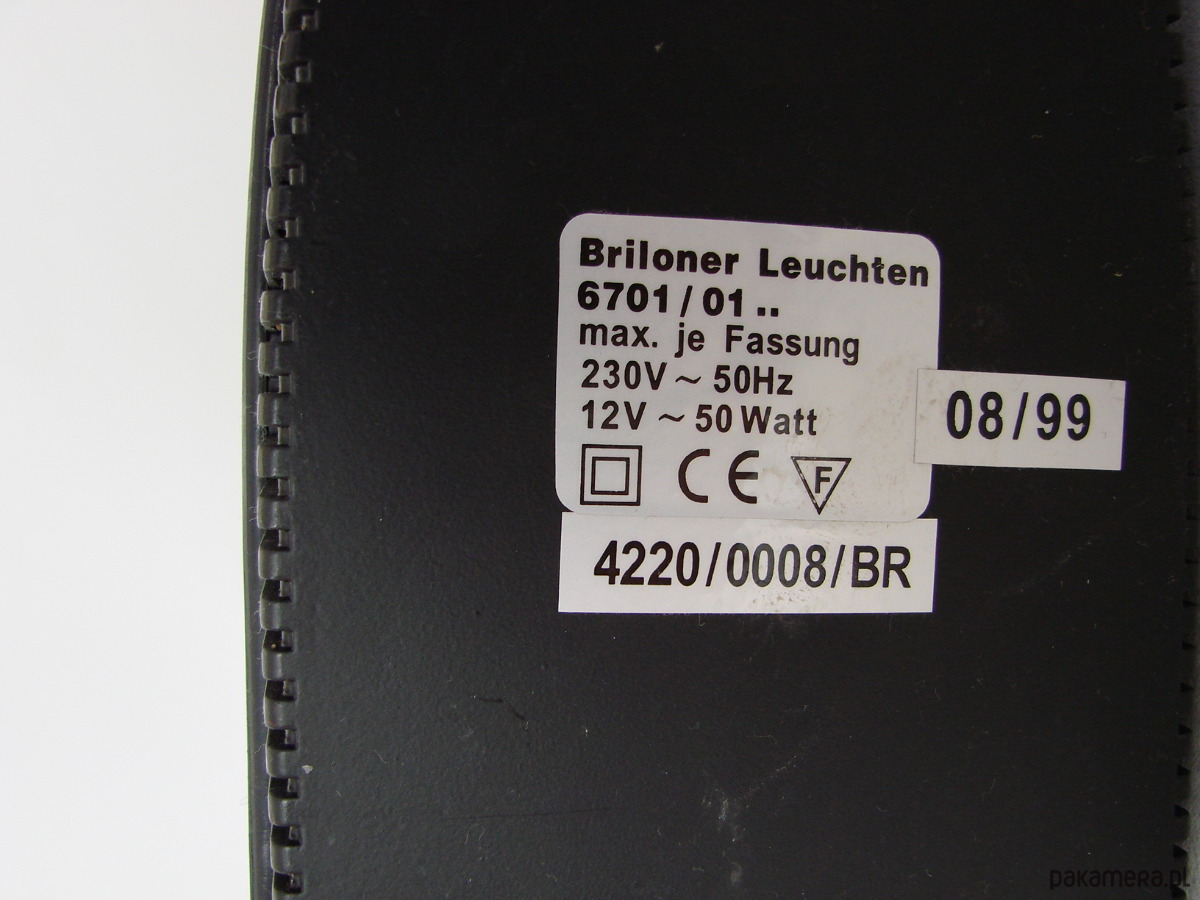 Briloner Leuchten
6701/01..
max. je Fassung
230V ~ 50Hz
12V ~ 50 Watt
CE F
08/99
4220/0008/BR
pakamera.pl